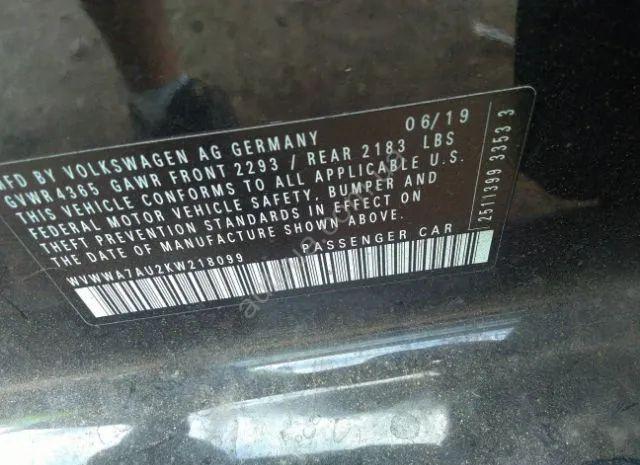 MFD BY VOLKSWAGEN AG GERMANY 06/19
GVWR 4365 GAWR FRONT 2293 / REAR 2183 LBS
THIS VEHICLE CONFORMS TO ALL APPLICABLE U.S.
FEDERAL MOTOR VEHICLE SAFETY, BUMPER AND
THEFT PREVENTION STANDARDS IN EFFECT ON
THE DATE OF MANUFACTURE SHOWN ABOVE.
WVWWA7AU2KW218099 PASSENGER CAR
2511399 3353 3